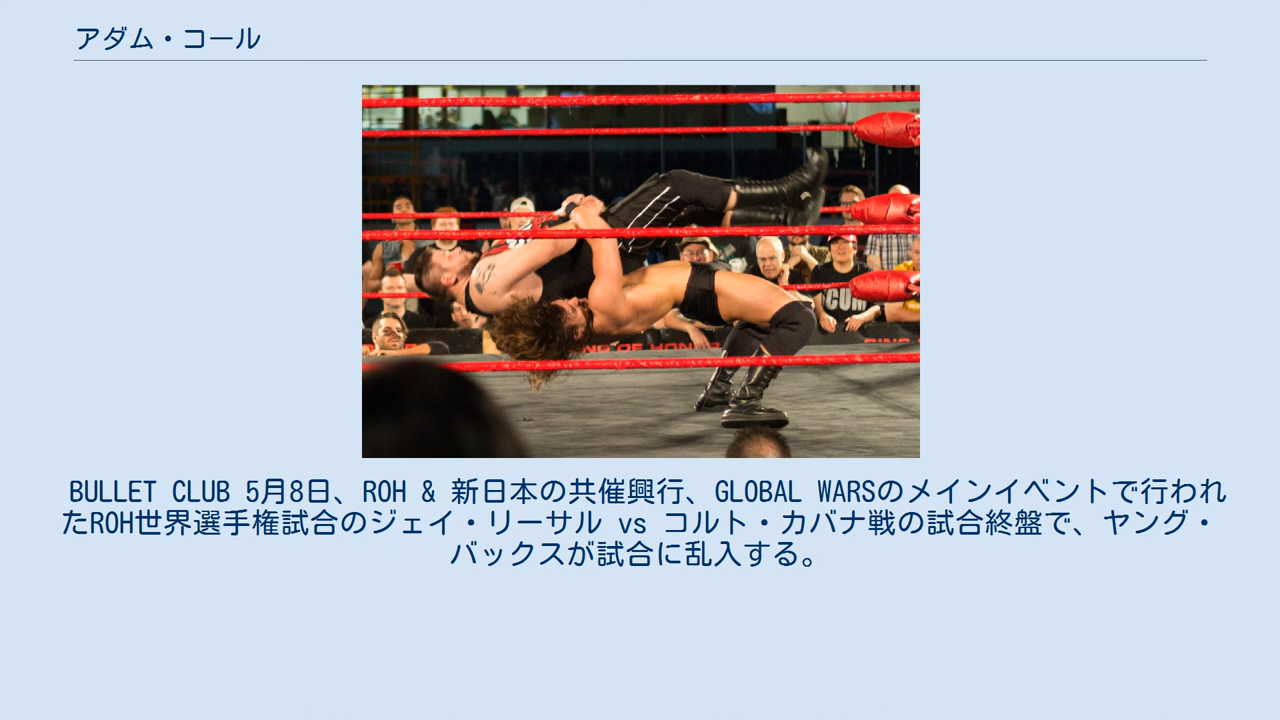 アダム・コール
CUM
RING OF HONOR
BULLET CLUB 5月8日、ROH & 新日本の共催興行、GLOBAL WARSのメインイベントで行われ
たROH世界選手権試合のジェイ・リーサル vs コルト・カバナ戦の試合終盤で、ヤング・
バックスが試合に乱入する。